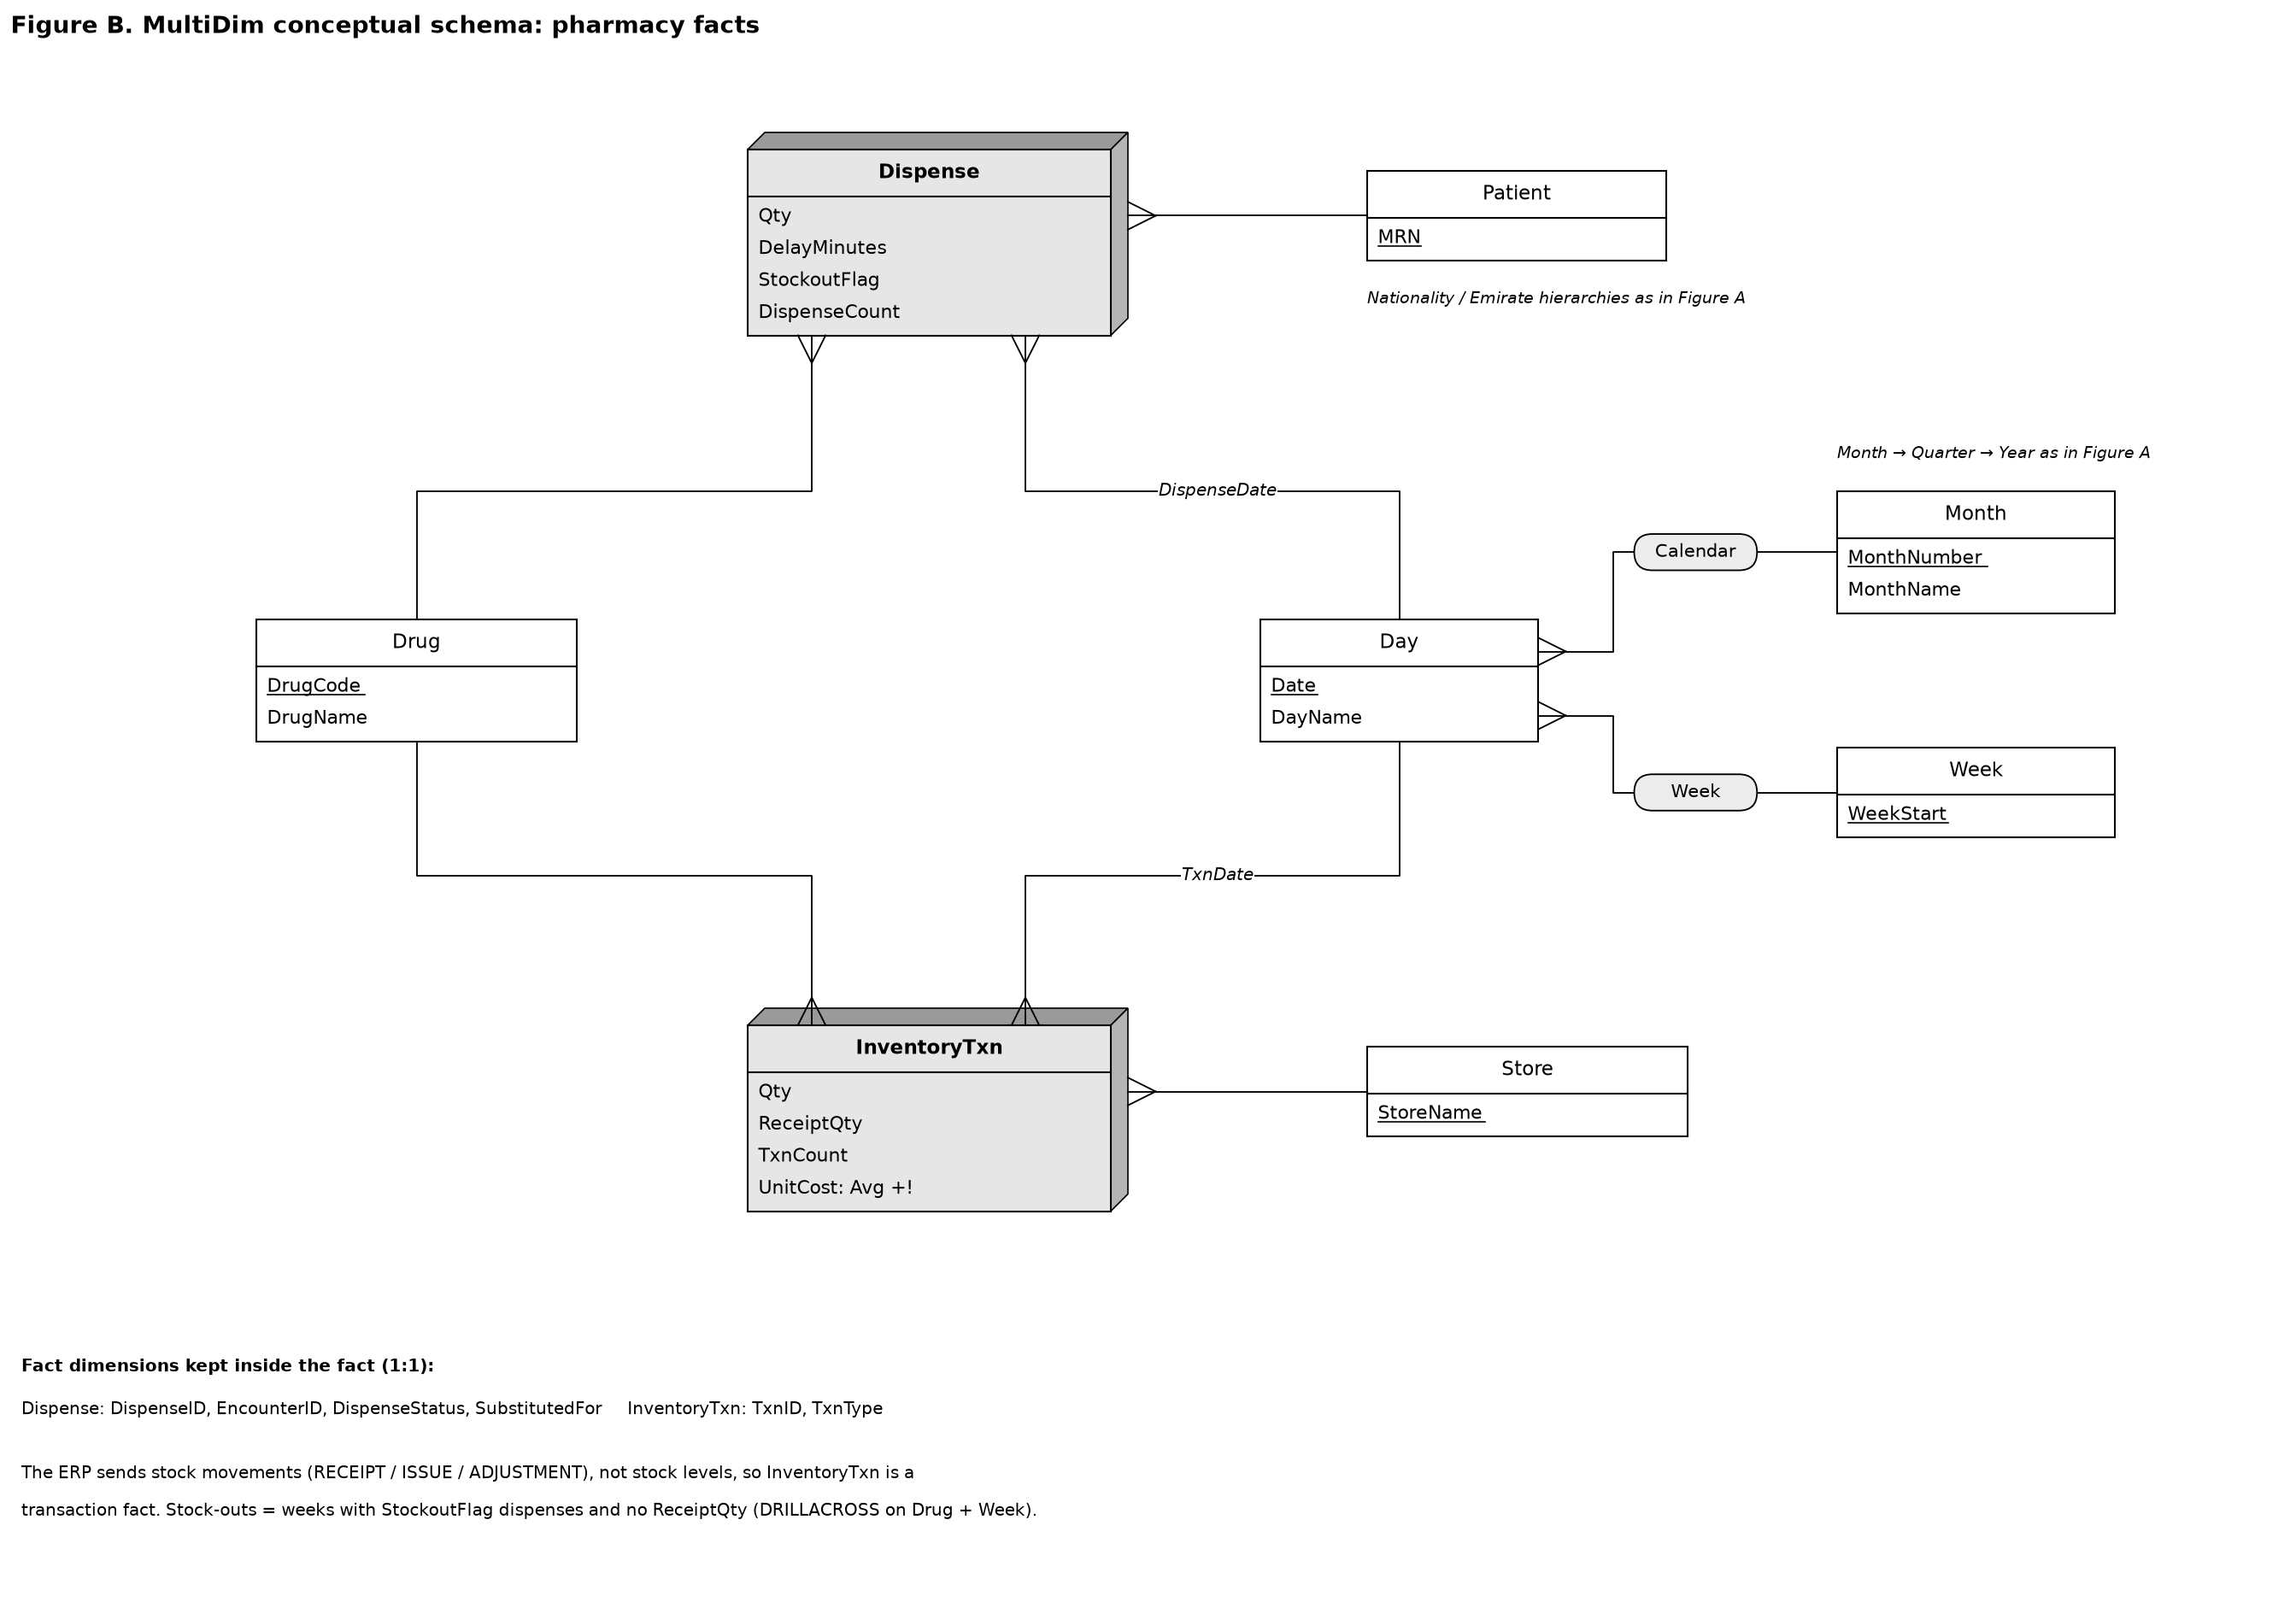 Figure B. MultiDim conceptual schema: pharmacy facts
Dispense
Qty
DelayMinutes
StockoutFlag
DispenseCount
Patient
MRN
Nationality / Emirate hierarchies as in Figure A
Month → Quarter → Year as in Figure A
DispenseDate
Month
MonthNumber
MonthName
Calendar
Drug
DrugCode
DrugName
Day
Date
DayName
Week
Week
WeekStart
TxnDate
InventoryTxn
Qty
ReceiptQty
TxnCount
UnitCost: Avg +!
Store
StoreName
Fact dimensions kept inside the fact (1:1):
Dispense: DispenseID, EncounterID, DispenseStatus, SubstitutedFor InventoryTxn: TxnID, TxnType
The ERP sends stock movements (RECEIPT / ISSUE / ADJUSTMENT), not stock levels, so InventoryTxn is a
transaction fact. Stock-outs = weeks with StockoutFlag dispenses and no ReceiptQty (DRILLACROSS on Drug + Week).